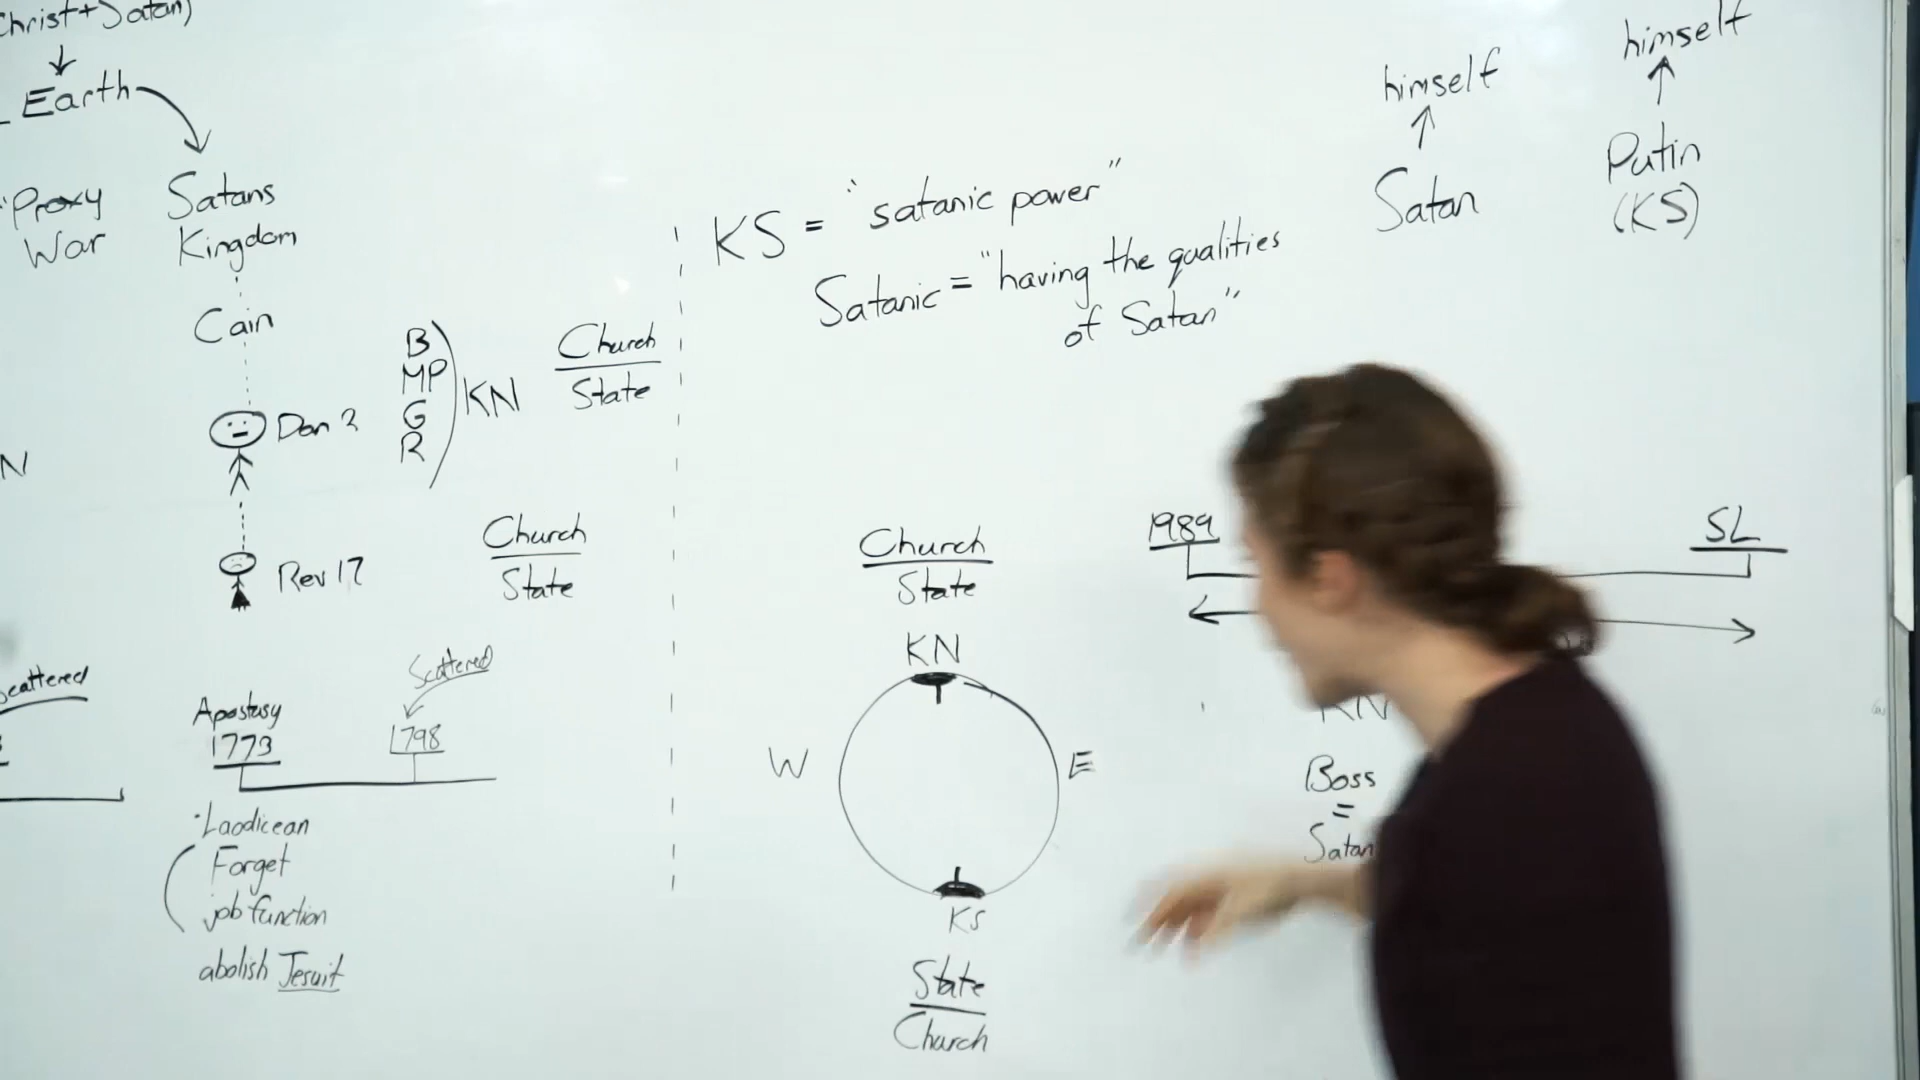 Christ + Satan)
Earth
Proxy
War
Satans
Kingdom
Cain
Dan 2
B
MP
G
R
KN
Church
State
N
Rev 17
Church
State
Scattered
Apostasy
1773
Scattered
1798
Laodicean
Forget
job function
abolish Jesuit
KS = "satanic power"
Satanic = "having the qualities
of Satan"
himself
Satan
himself
Putin
(KS)
Church
State
KN
W
E
KS
State
Church
1989
SL
KN
Boss
=
Satan